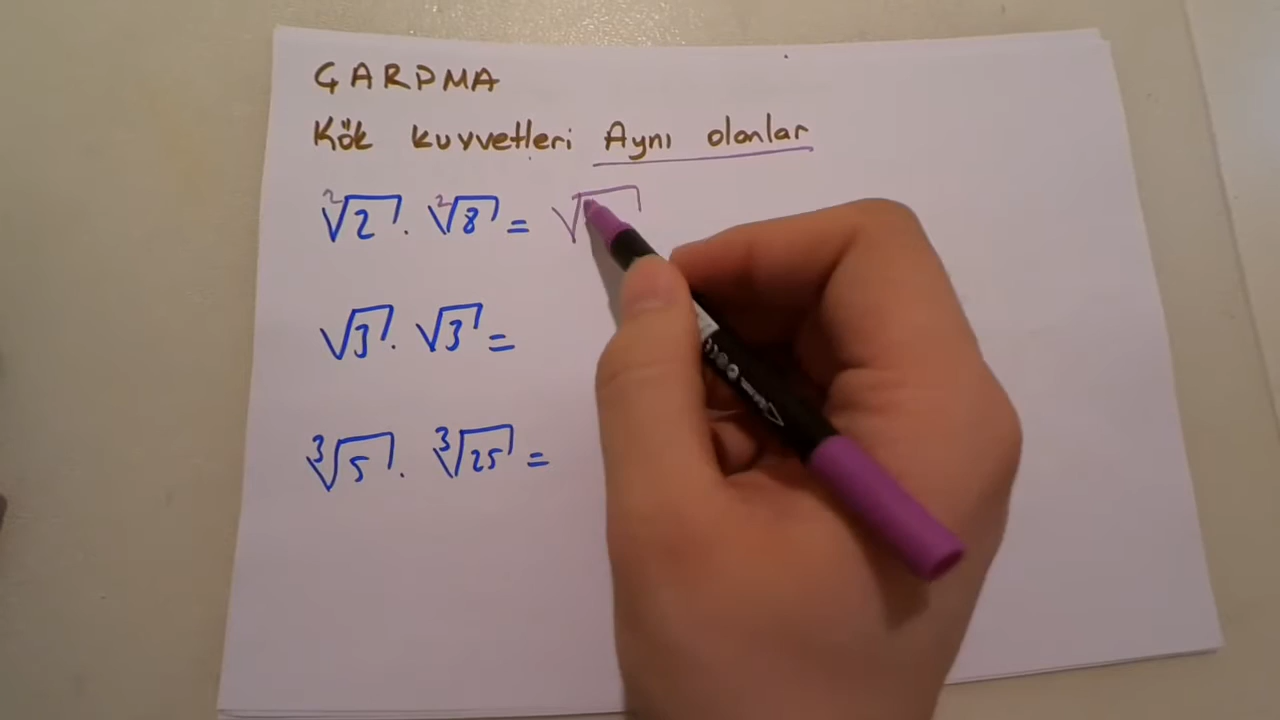 ÇARPMA
Kök kuvvetleri Aynı olanlar
²√2 . ²√8 = √
√3 . √3 =
³√5 . ³√25 =